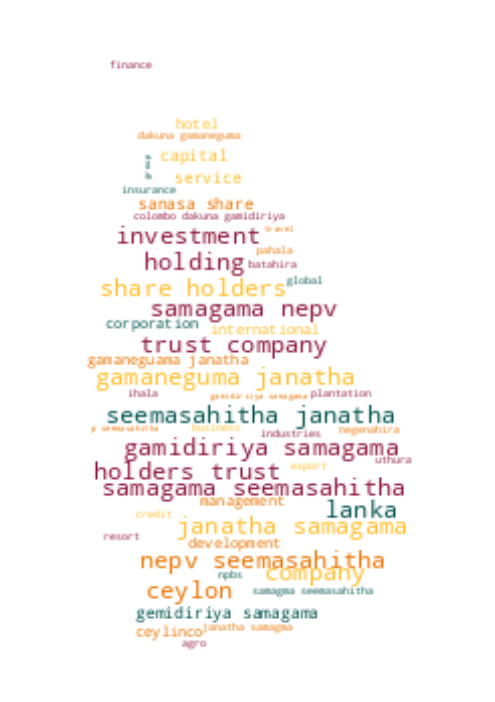 finance
hotel
dakuna gamaneguma
capital
service
insurance
sanasa share
colombo dakuna gamidiriya
investment
travel
pahala
holding
batahira
share holders
global
samagama nepv
corporation
international
trust company
gamaneguama janatha
gamaneguma janatha
ihala
gamidiriya samagama
plantation
seemasahitha janatha
p seemasahitha
business
industries
negenahira
gamidiriya samagama
uthura
holders trust
export
samagama seemasahitha
management
lanka
credit
janatha samagama
resort
development
nepv seemasahitha
npbs
company
ceylon
samagma seemasahitha
gemidiriya samagama
ceylinco
janatha samagma
agro